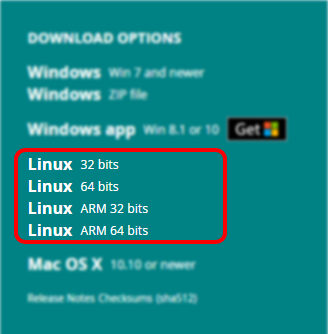 DOWNLOAD OPTIONS
Windows Win 7 and newer
Windows ZIP file
Windows app Win 8.1 or 10 Get
Linux 32 bits
Linux 64 bits
Linux ARM 32 bits
Linux ARM 64 bits
Mac OS X 10.10 or newer
Release Notes Checksums (sha512)